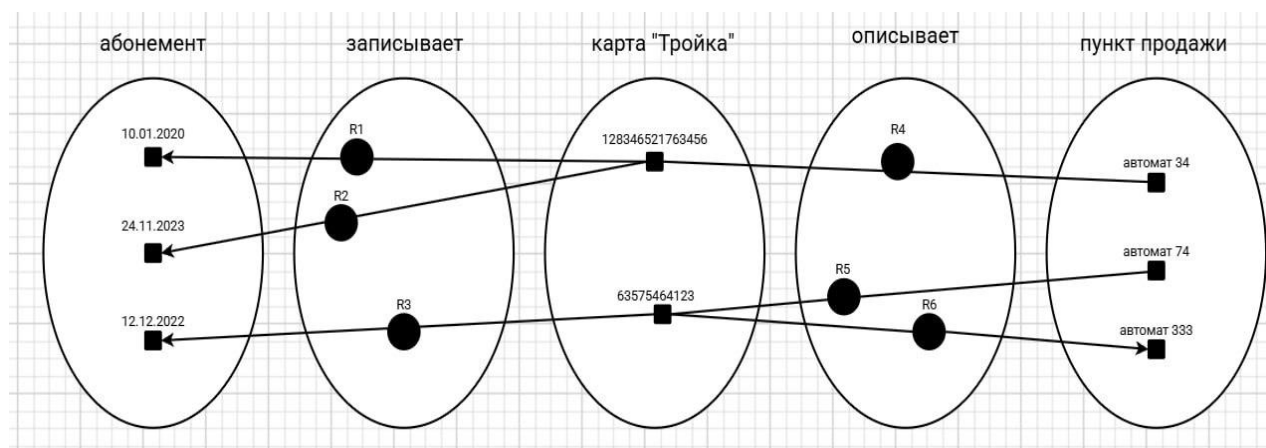 абонемент
записывает
карта "Тройка"
описывает
пункт продажи
10.01.2020
24.11.2023
12.12.2022
R1
R2
R3
128346521763456
63575464123
R4
R5
R6
автомат 34
автомат 74
автомат 333